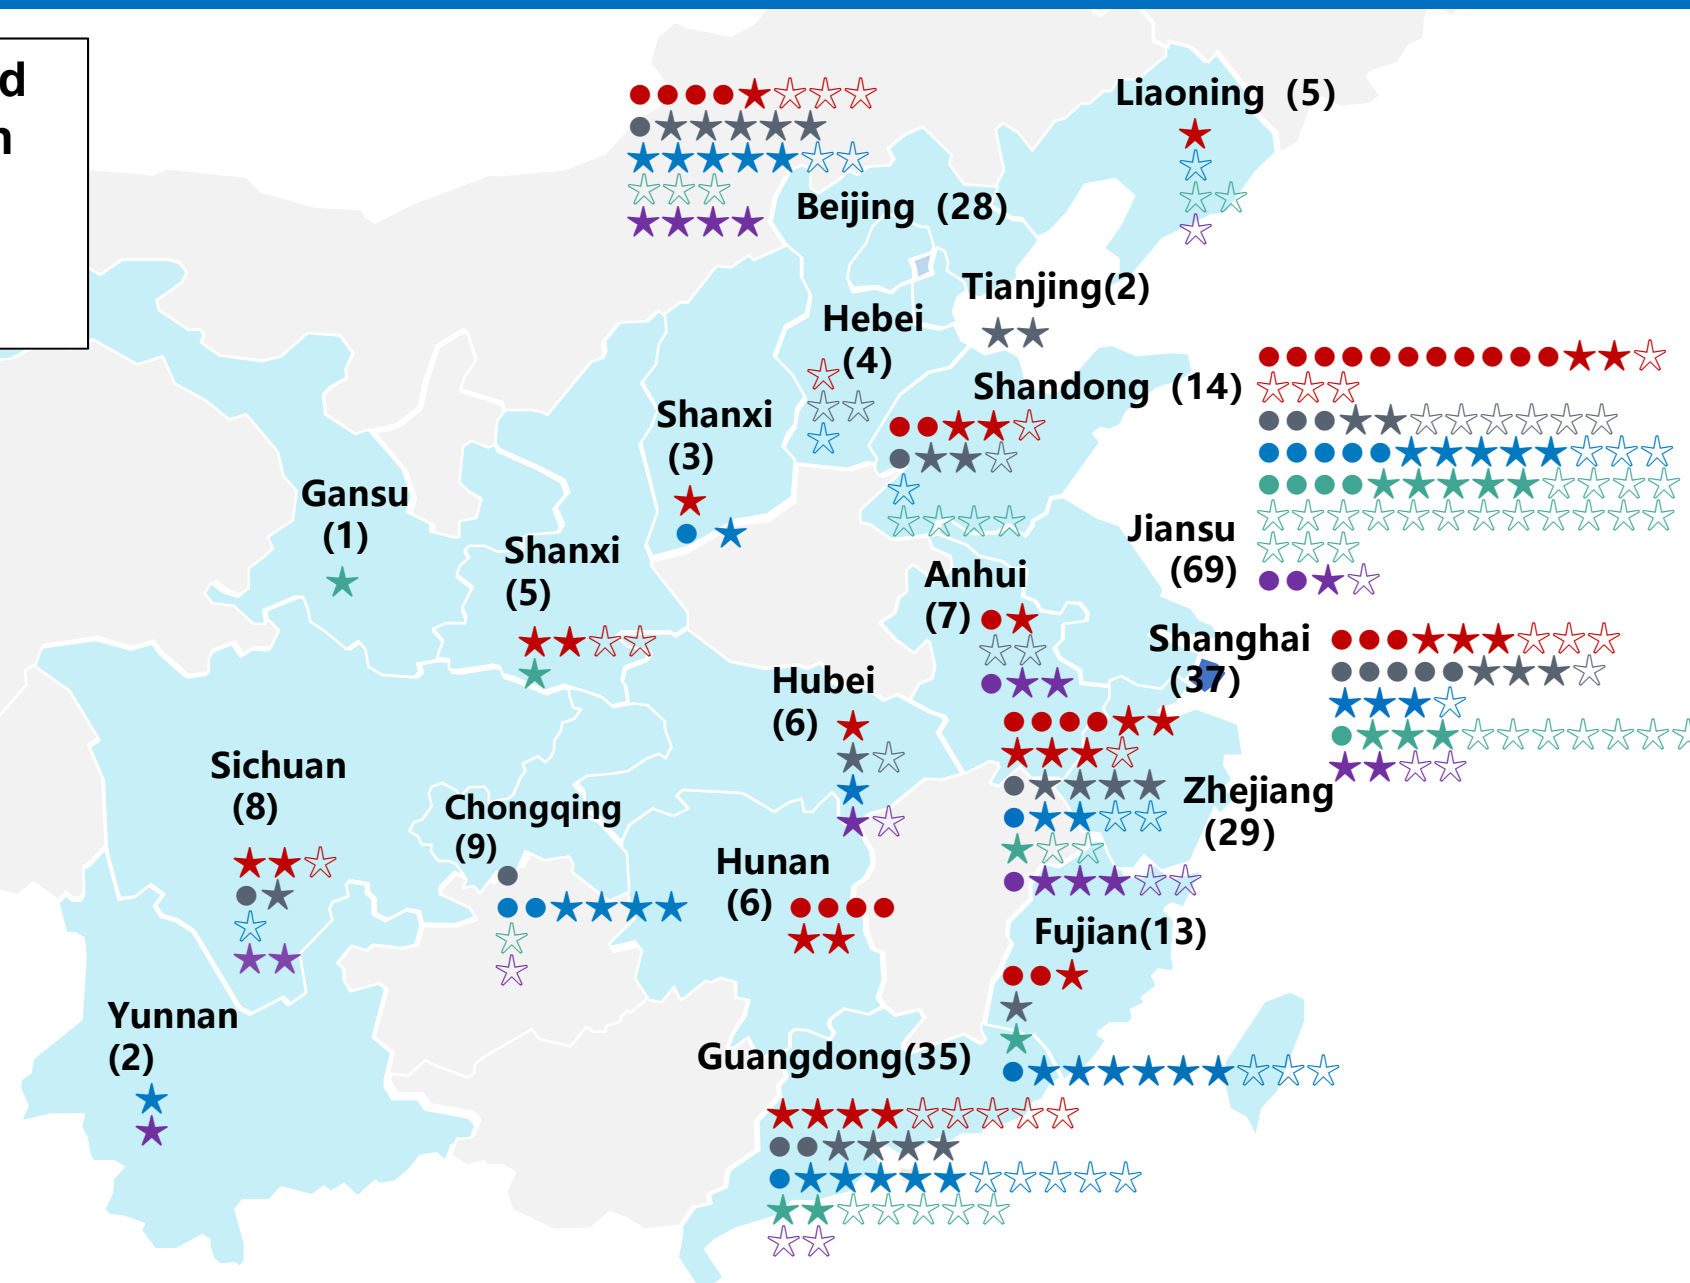 d
n
Liaoning (5)
Beijing (28)
Tianjing(2)
Hebei
(4)
Shandong (14)
Shanxi
(3)
Gansu
(1)
Jiansu
(69)
Shanxi
(5)
Anhui
(7)
Shanghai
(37)
Hubei
(6)
Sichuan
(8)
Zhejiang
(29)
Chongqing
(9)
Hunan
(6)
Fujian(13)
Yunnan
(2)
Guangdong(35)